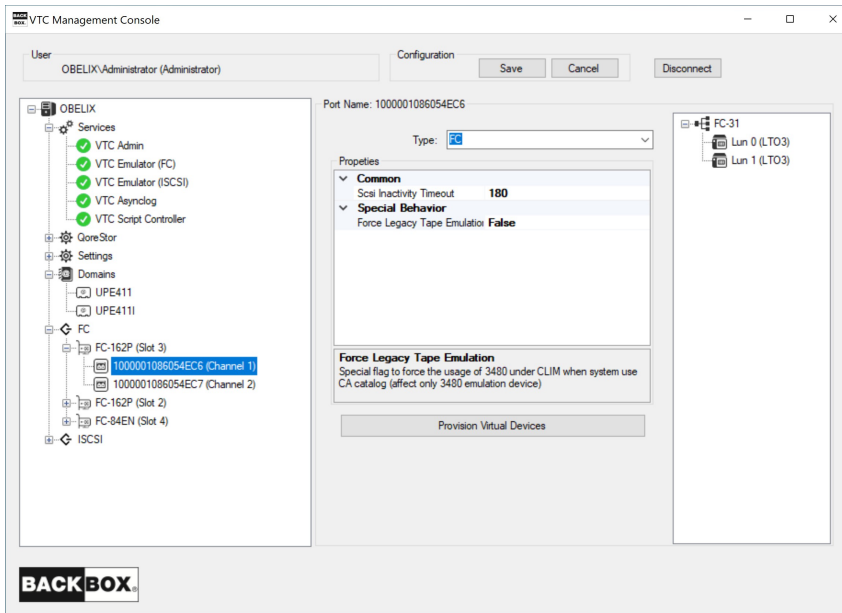 BACK
BOX.
VTC Management Console
User
OBELIX\Administrator (Administrator)
Configuration
Save
Cancel
Disconnect
OBELIX
Services
VTC Admin
VTC Emulator (FC)
VTC Emulator (ISCSI)
VTC Asynclog
VTC Script Controller
QoreStor
Settings
Domains
UPE411
UPE411I
FC
FC-162P (Slot 3)
1000001086054EC6 (Channel 1)
1000001086054EC7 (Channel 2)
FC-162P (Slot 2)
FC-84EN (Slot 4)
ISCSI
Port Name: 1000001086054EC6
Type: FC
Propeties
Common
Scsi Inactivity Timeout 180
Special Behavior
Force Legacy Tape Emulation False
Force Legacy Tape Emulation
Special flag to force the usage of 3480 under CLIM when system use
CA catalog (affect only 3480 emulation device)
Provision Virtual Devices
FC-31
Lun 0 (LTO3)
Lun 1 (LTO3)
BACKBOX®